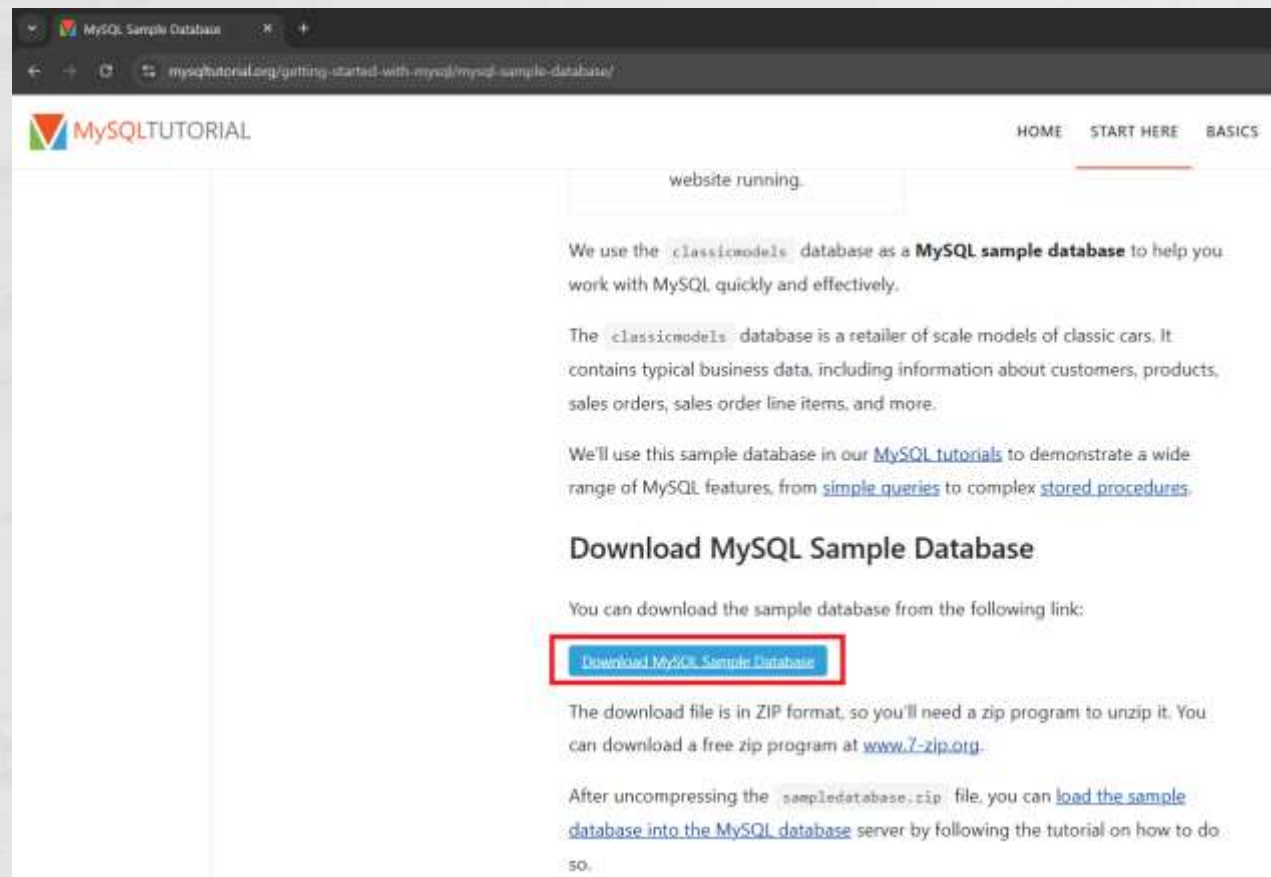 MySQL Sample Database
mysqltutorial.org/getting-started-with-mysql/mysql-sample-database/
MySQLTUTORIAL
HOME START HERE BASICS
website running.
We use the classicmodels database as a MySQL sample database to help you
work with MySQL quickly and effectively.
The classicmodels database is a retailer of scale models of classic cars. It
contains typical business data, including information about customers, products,
sales orders, sales order line items, and more.
We'll use this sample database in our MySQL tutorials to demonstrate a wide
range of MySQL features, from simple queries to complex stored procedures.
Download MySQL Sample Database
You can download the sample database from the following link:
Download MySQL Sample Database
The download file is in ZIP format, so you'll need a zip program to unzip it. You
can download a free zip program at www.7-zip.org.
After uncompressing the sampledatabase.zip file, you can load the sample
database into the MySQL database server by following the tutorial on how to do
so.